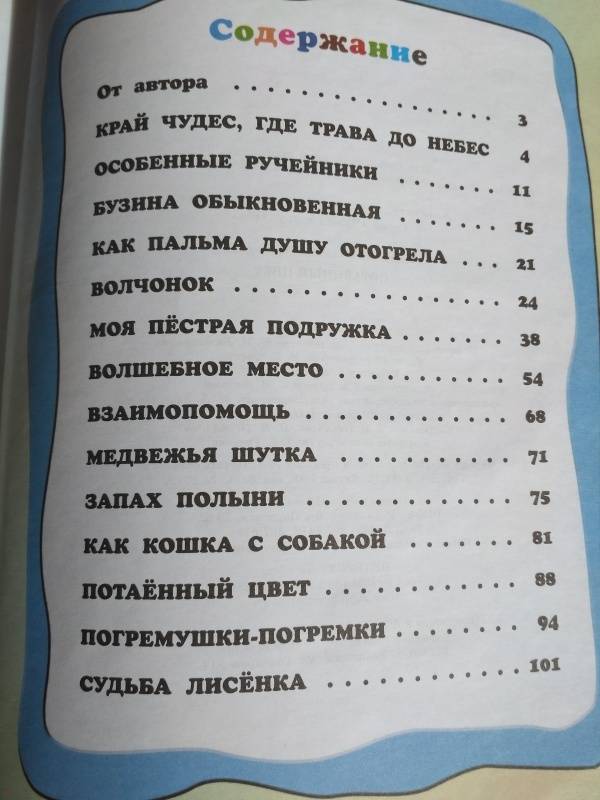 Содержание
От автора . . . . . . . . . . . . . . . . . 3
КРАЙ ЧУДЕС, ГДЕ ТРАВА ДО НЕБЕС 4
ОСОБЕННЫЕ РУЧЕЙНИКИ . . . . . . . 11
БУЗИНА ОБЫКНОВЕННАЯ . . . . . . . 15
КАК ПАЛЬМА ДУШУ ОТОГРЕЛА . . . 21
ВОЛЧОНОК . . . . . . . . . . . . . . . . . 24
МОЯ ПЁСТРАЯ ПОДРУЖКА . . . . . . . 38
ВОЛШЕБНОЕ МЕСТО . . . . . . . . . . . 54
ВЗАИМОПОМОЩЬ . . . . . . . . . . . . . 68
МЕДВЕЖЬЯ ШУТКА . . . . . . . . . . . 71
ЗАПАХ ПОЛЫНИ . . . . . . . . . . . . . 75
КАК КОШКА С СОБАКОЙ . . . . . . . 81
ПОТАЁННЫЙ ЦВЕТ . . . . . . . . . . . . 88
ПОГРЕМУШКИ-ПОГРЕМКИ . . . . . . . . 94
СУДЬБА ЛИСЁНКА . . . . . . . . . . . . 101